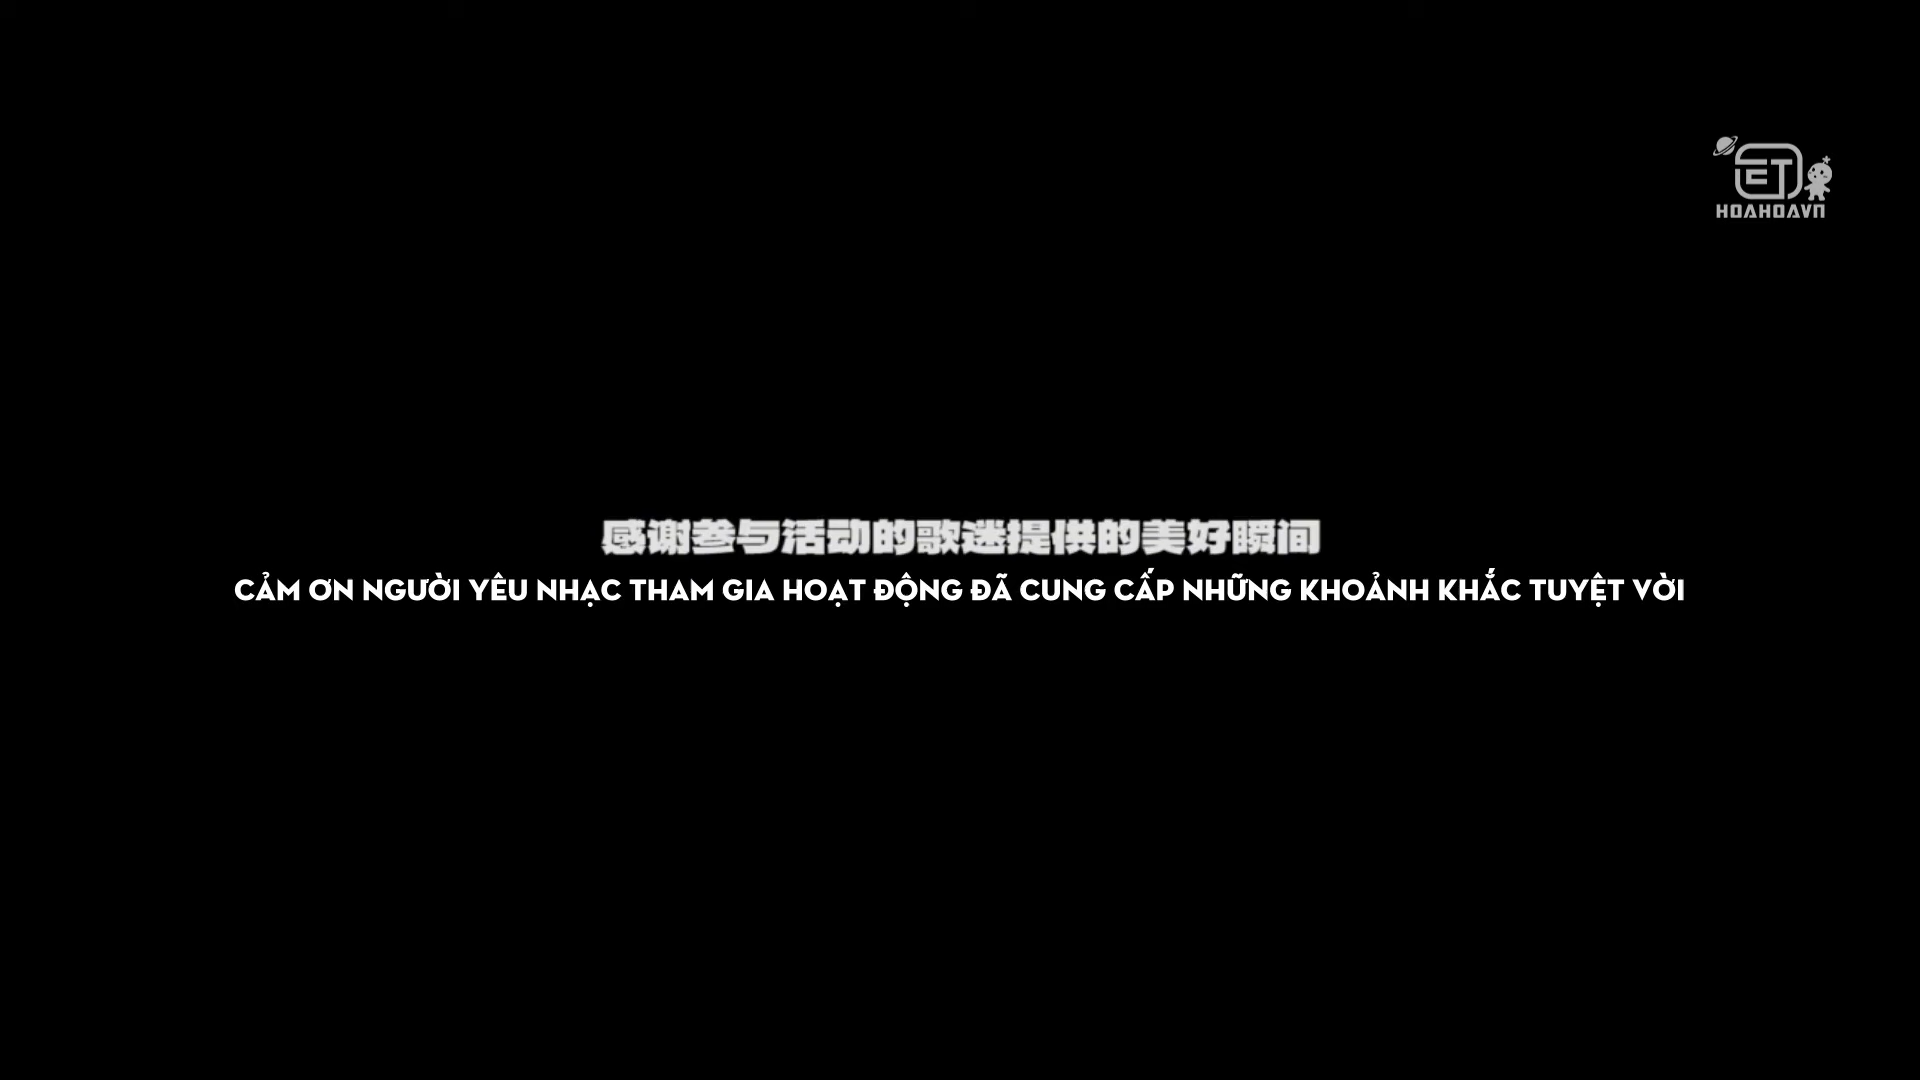 ET
HOAHOAVN
感谢参与活动的歌迷提供的美好瞬间
CẢM ƠN NGƯỜI YÊU NHẠC THAM GIA HOẠT ĐỘNG ĐÃ CUNG CẤP NHỮNG KHOẢNH KHẮC TUYỆT VỜI